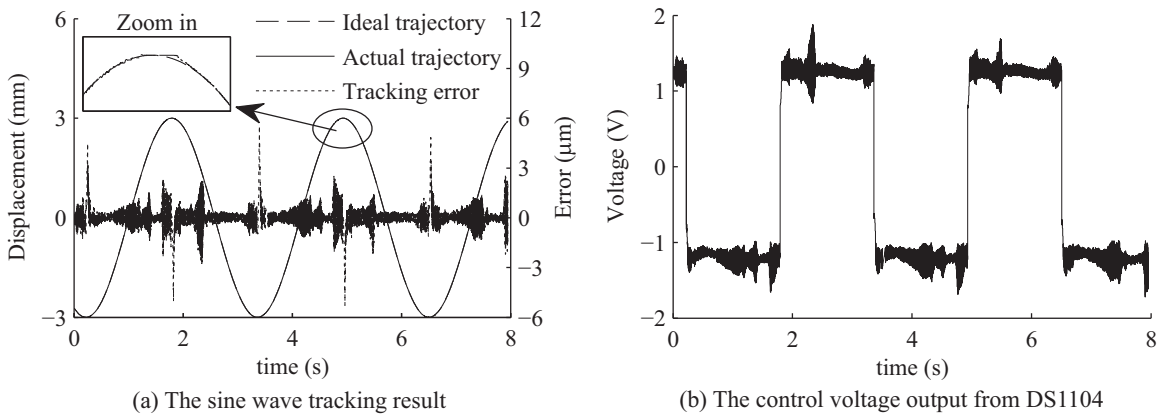 Zoom in
Ideal trajectory
Actual trajectory
Tracking error
6
3
0
−3
Displacement (mm)
12
9
6
3
0
−3
−6
Error (μm)
0
2
4
6
8
time (s)
(a) The sine wave tracking result
2
1
0
−1
−2
Voltage (V)
0
2
4
6
8
time (s)
(b) The control voltage output from DS1104